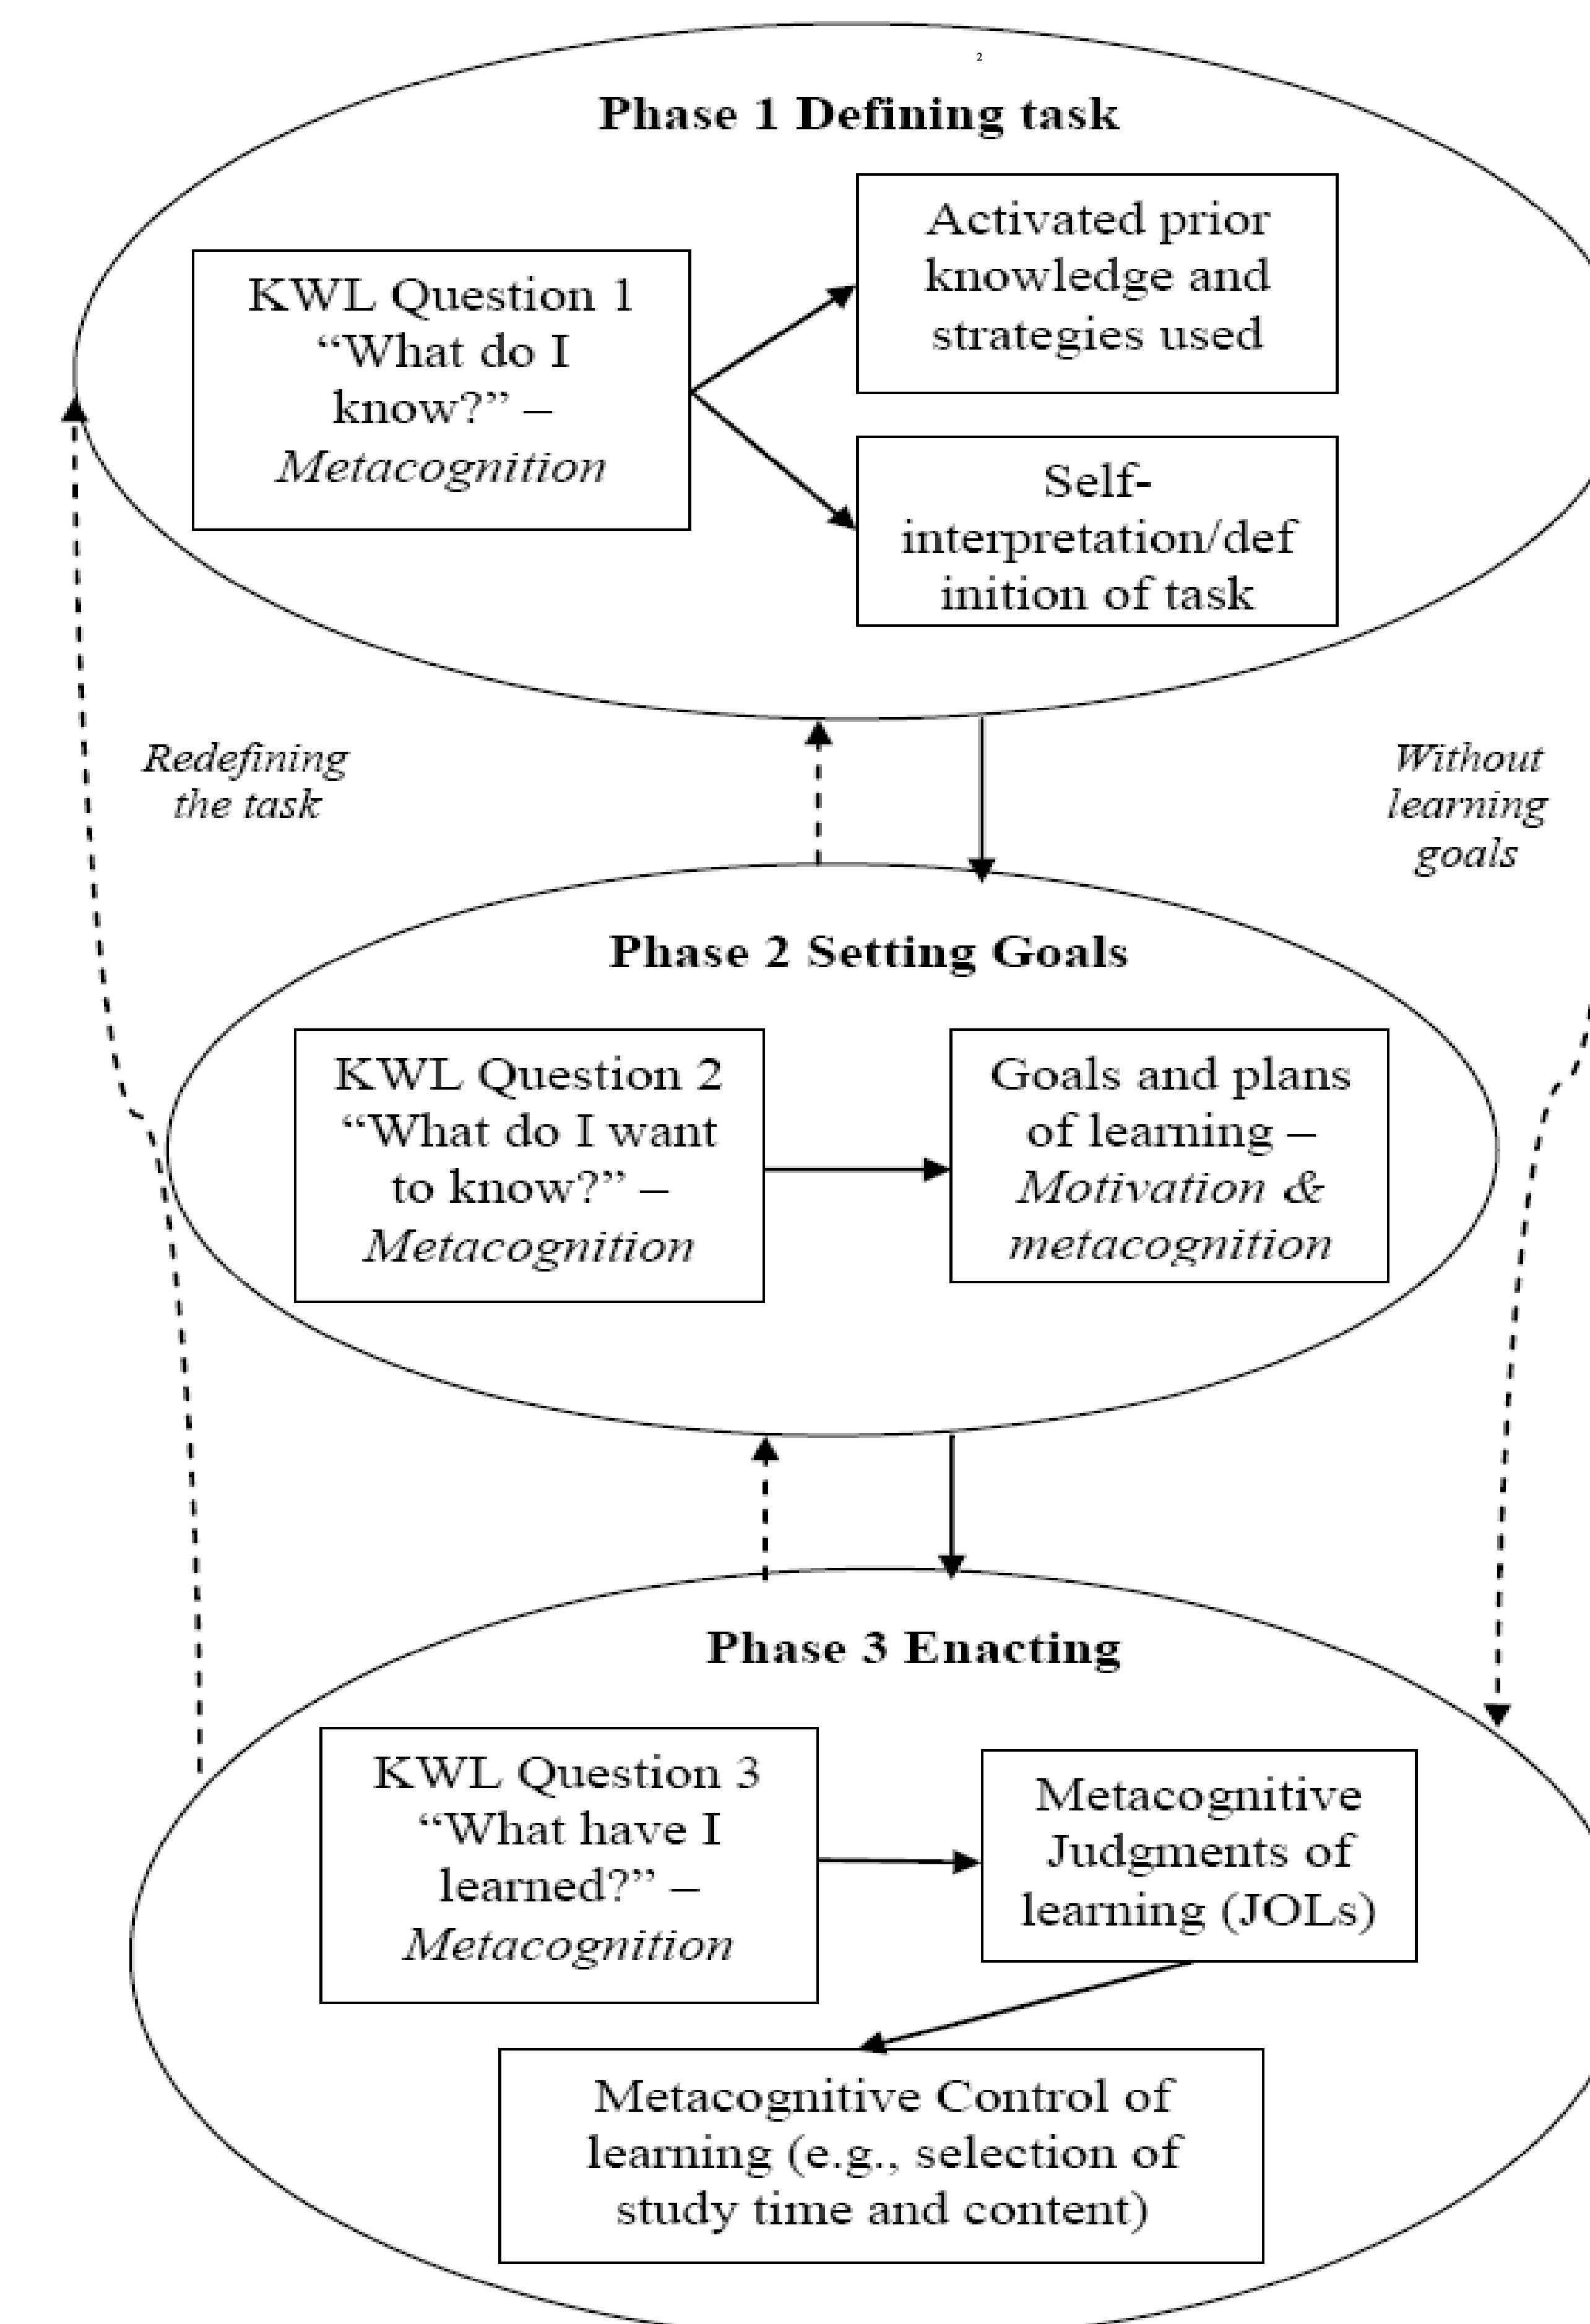 2
Phase 1 Defining task
KWL Question 1
“What do I
know?” –
Metacognition
Activated prior
knowledge and
strategies used
Self-
interpretation/def
inition of task
Redefining
the task
Without
learning
goals
Phase 2 Setting Goals
KWL Question 2
“What do I want
to know?” –
Metacognition
Goals and plans
of learning –
Motivation &
metacognition
Phase 3 Enacting
KWL Question 3
“What have I
learned?” –
Metacognition
Metacognitive
Judgments of
learning (JOLs)
Metacognitive Control of
learning (e.g., selection of
study time and content)